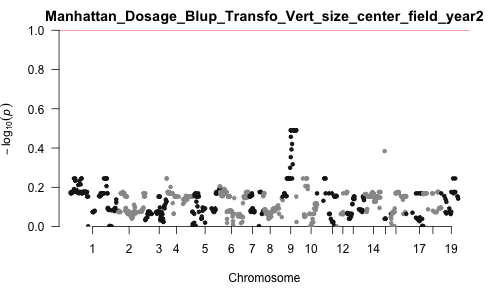 Manhattan_Dosage_Blup_Transfo_Vert_size_center_field_year2
1.0
0.8
0.6
0.4
0.2
0.0
− log10(p)
1 2 3 4 5 6 7 8 9 10 12 14 17 19
Chromosome